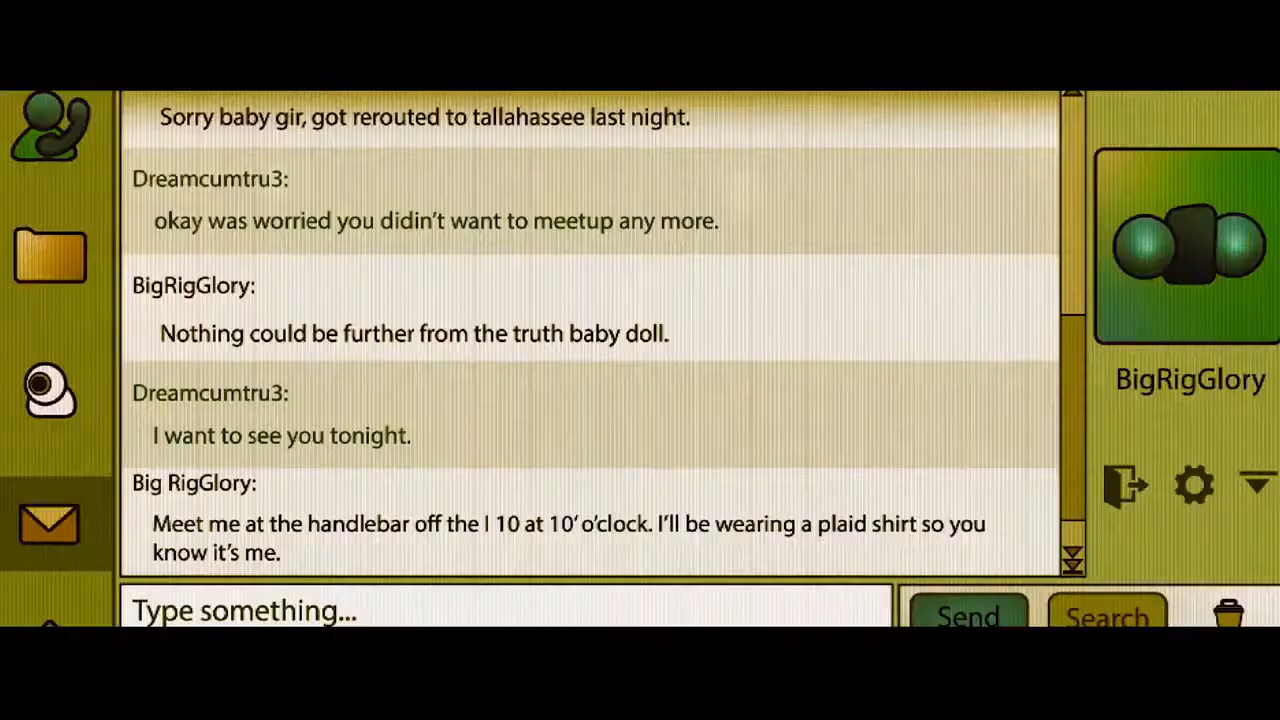 Sorry baby gir, got rerouted to tallahassee last night.
Dreamcumtru3:
okay was worried you didin't want to meetup any more.
BigRigGlory:
Nothing could be further from the truth baby doll.
Dreamcumtru3:
I want to see you tonight.
Big RigGlory:
Meet me at the handlebar off the I 10 at 10' o'clock. I'll be wearing a plaid shirt so you
know it's me.
Type something...
Send
Search
BigRigGlory